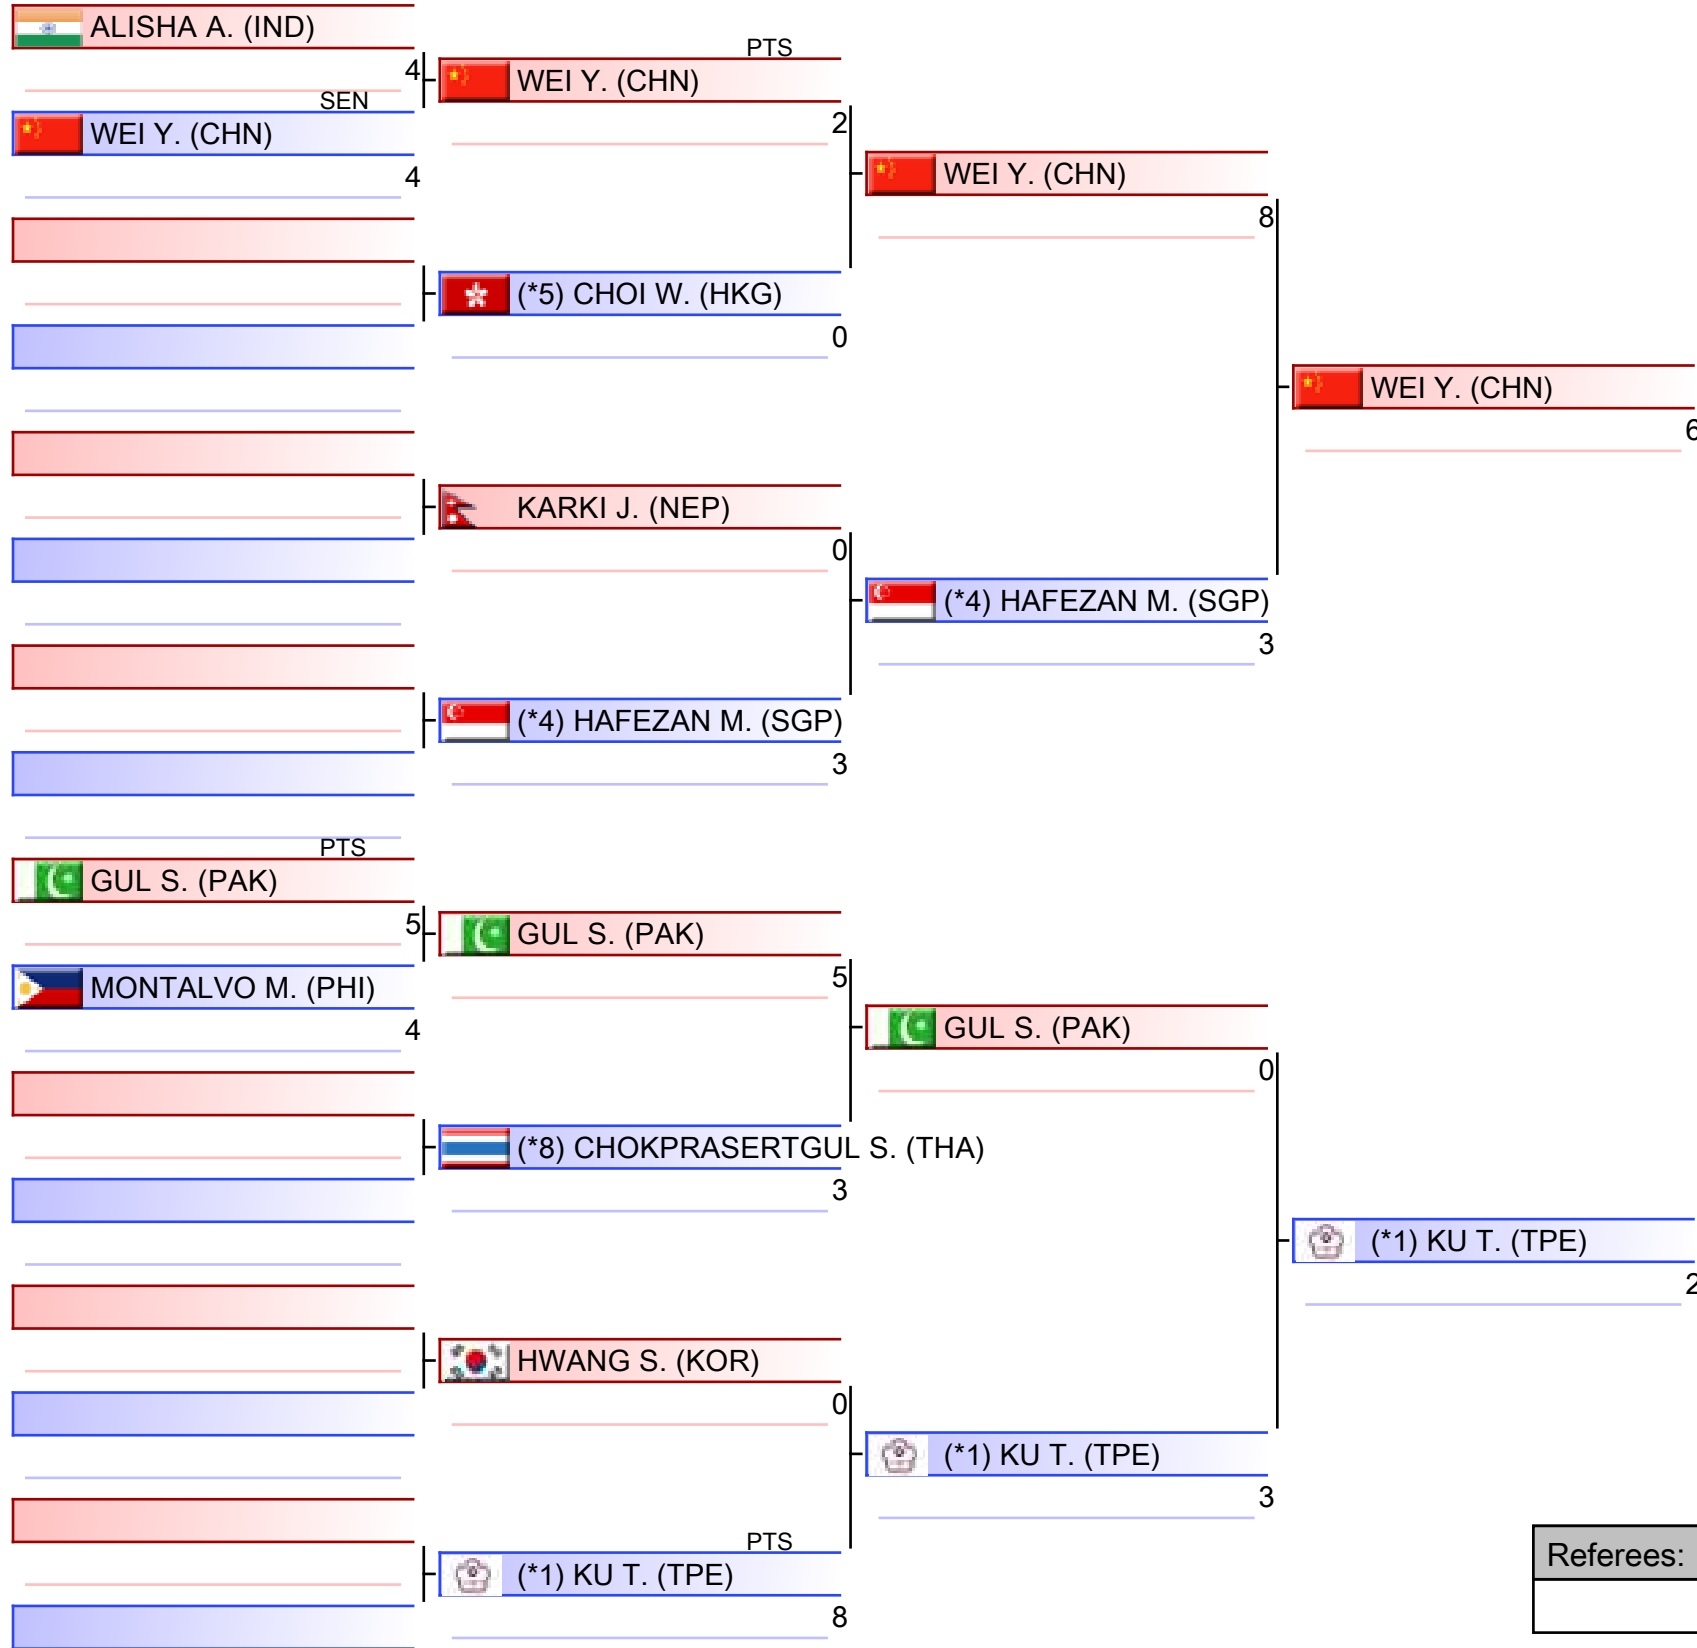 ALISHA A. (IND)
4
SEN
WEI Y. (CHN)
4
PTS
WEI Y. (CHN)
2
(*5) CHOI W. (HKG)
0
WEI Y. (CHN)
8
KARKI J. (NEP)
0
(*4) HAFEZAN M. (SGP)
3
(*4) HAFEZAN M. (SGP)
3
WEI Y. (CHN)
6
PTS
GUL S. (PAK)
5
MONTALVO M. (PHI)
4
GUL S. (PAK)
5
(*8) CHOKPRASERTGUL S. (THA)
3
GUL S. (PAK)
0
HWANG S. (KOR)
0
PTS
(*1) KU T. (TPE)
8
(*1) KU T. (TPE)
3
(*1) KU T. (TPE)
2
Referees: